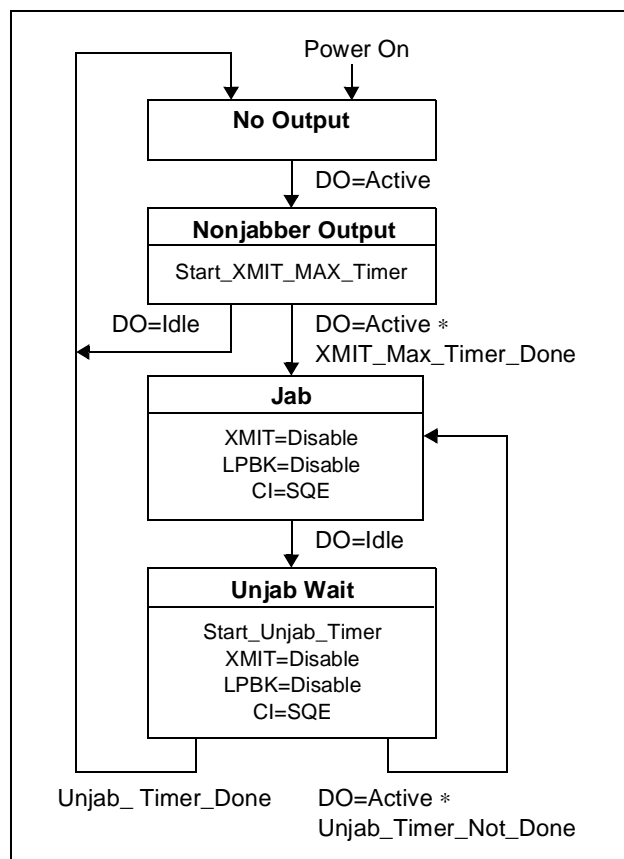 Power On
No Output
DO=Active
Nonjabber Output
Start_XMIT_MAX_Timer
DO=Idle
DO=Active *
XMIT_Max_Timer_Done
Jab
XMIT=Disable
LPBK=Disable
CI=SQE
DO=Idle
Unjab Wait
Start_Unjab_Timer
XMIT=Disable
LPBK=Disable
CI=SQE
Unjab_ Timer_Done
DO=Active *
Unjab_Timer_Not_Done